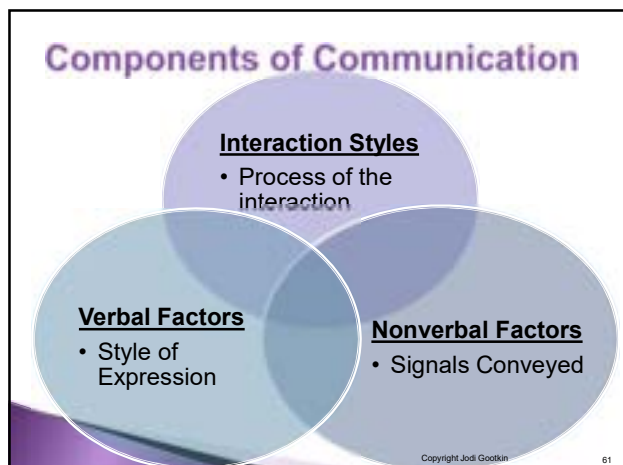 Components of Communication
Interaction Styles
• Process of the
interaction
Verbal Factors
• Style of
Expression
Nonverbal Factors
• Signals Conveyed
Copyright Jodi Gootkin
61